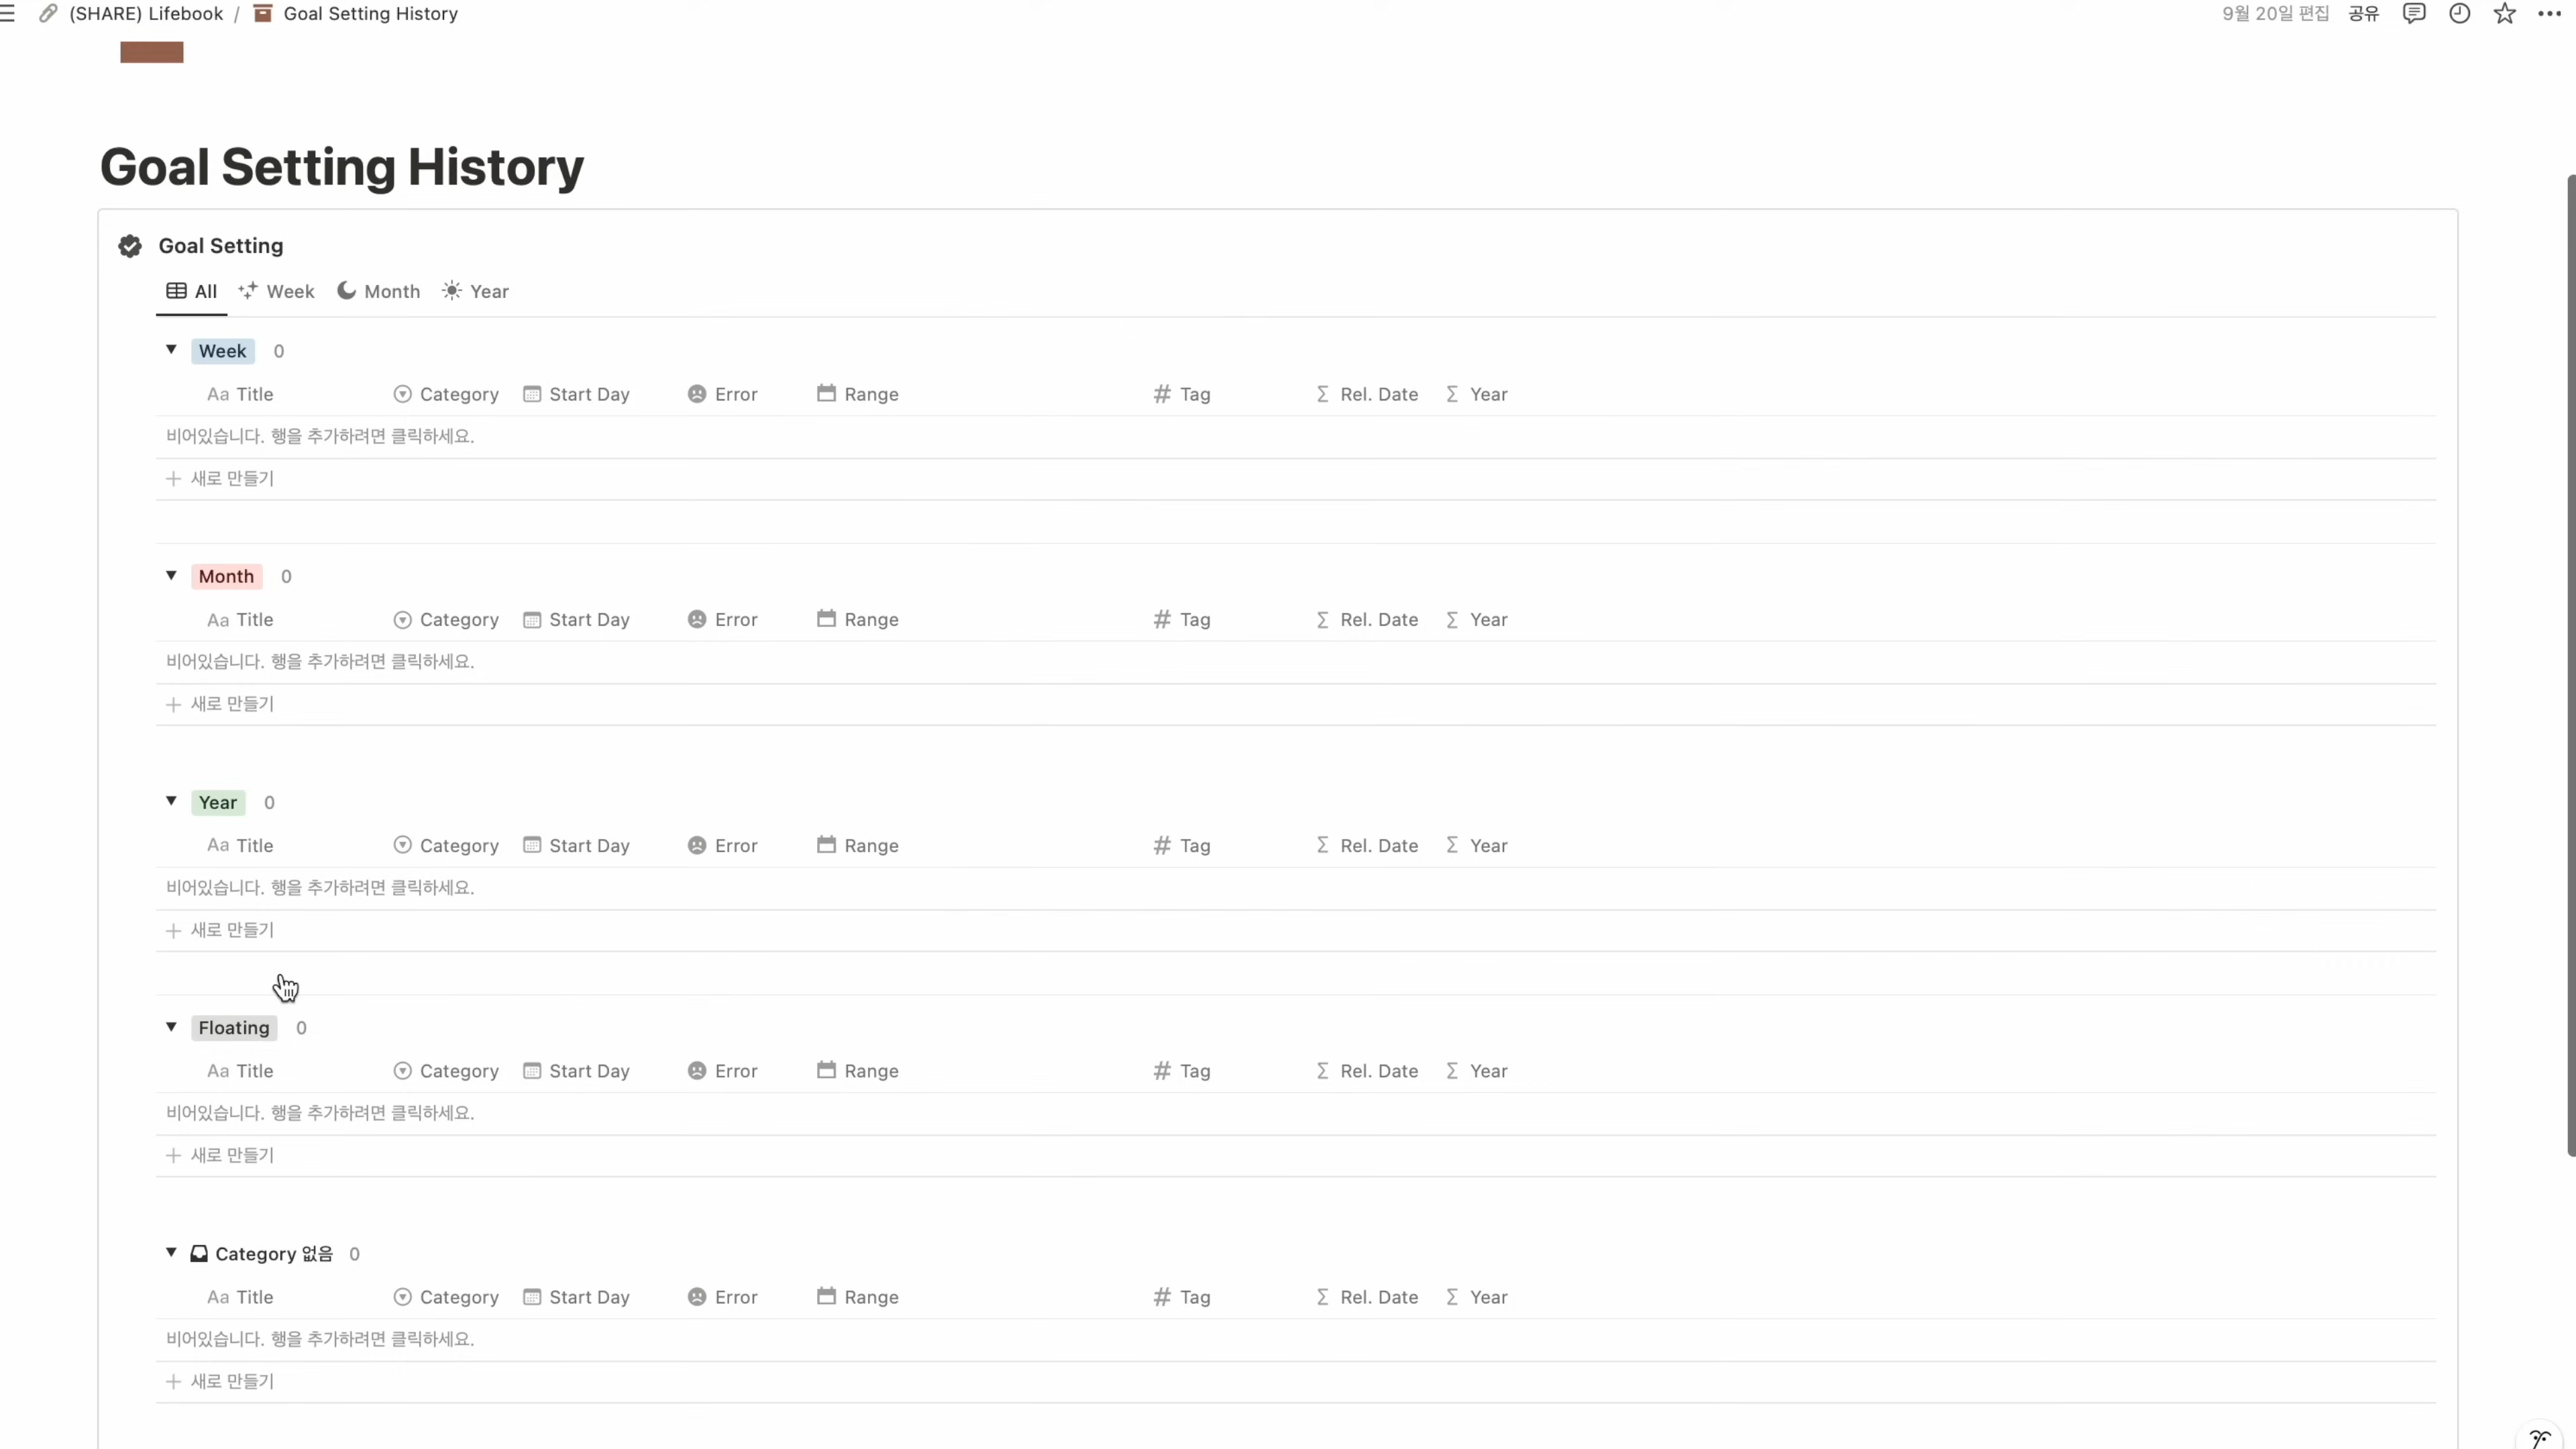 (SHARE) Lifebook / Goal Setting History 9월 20일 편집 공유
Goal Setting History
Goal Setting
All Week Month Year
Week 0
Aa Title Category Start Day Error Range # Tag Σ Rel. Date Σ Year
비어있습니다. 행을 추가하려면 클릭하세요.
+ 새로 만들기
Month 0
Aa Title Category Start Day Error Range # Tag Σ Rel. Date Σ Year
비어있습니다. 행을 추가하려면 클릭하세요.
+ 새로 만들기
Year 0
Aa Title Category Start Day Error Range # Tag Σ Rel. Date Σ Year
비어있습니다. 행을 추가하려면 클릭하세요.
+ 새로 만들기
Floating 0
Aa Title Category Start Day Error Range # Tag Σ Rel. Date Σ Year
비어있습니다. 행을 추가하려면 클릭하세요.
+ 새로 만들기
Category 없음 0
Aa Title Category Start Day Error Range # Tag Σ Rel. Date Σ Year
비어있습니다. 행을 추가하려면 클릭하세요.
+ 새로 만들기